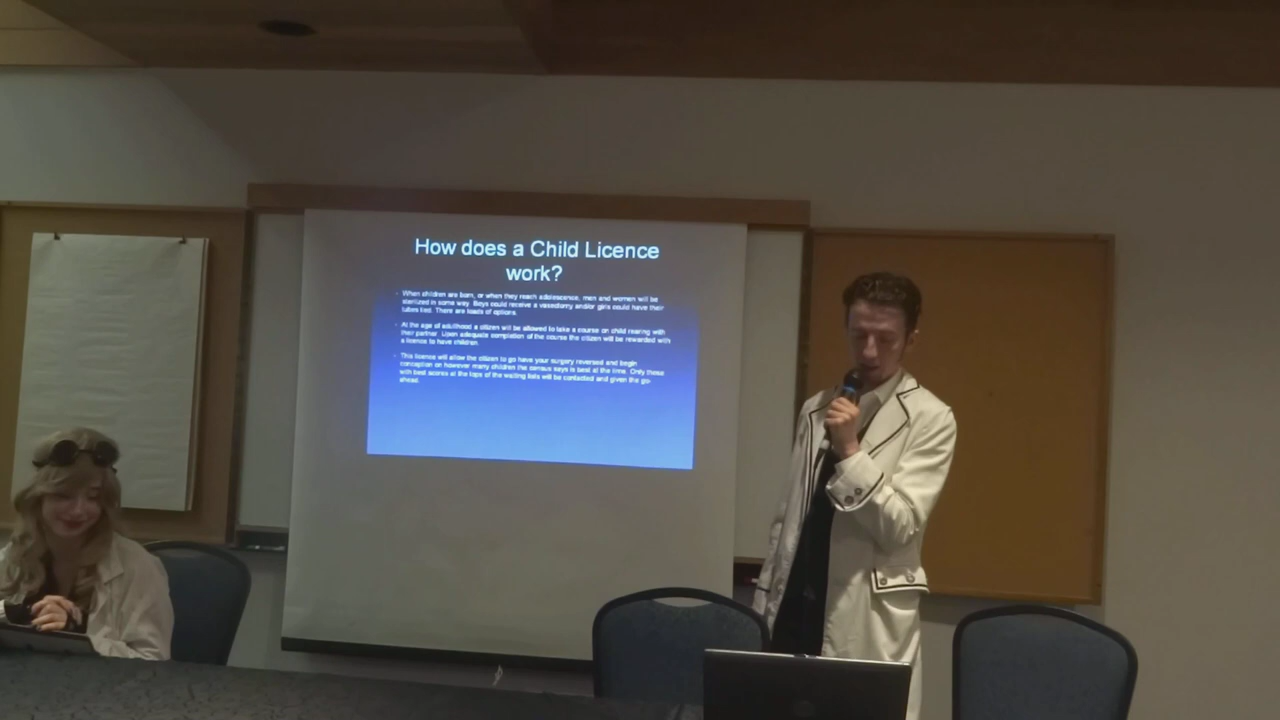 How does a Child Licence
work?
When children are born, or when they reach adolescence, men and women will be
sterilized in some way. Boys could receive a vasectomy and/or girls could have their
tubes tied. There are loads of options.
At the age of adulthood a citizen will be allowed to take a course on child rearing with
their partner. Upon adequate completion of the course the citizen will be rewarded with
a licence to have children.
This licence will allow the citizen to go have your surgery reversed and begin
conception on however many children the census says is best at the time. Only those
with best scores at the tops of the waiting lists will be contacted and given the go-
ahead.